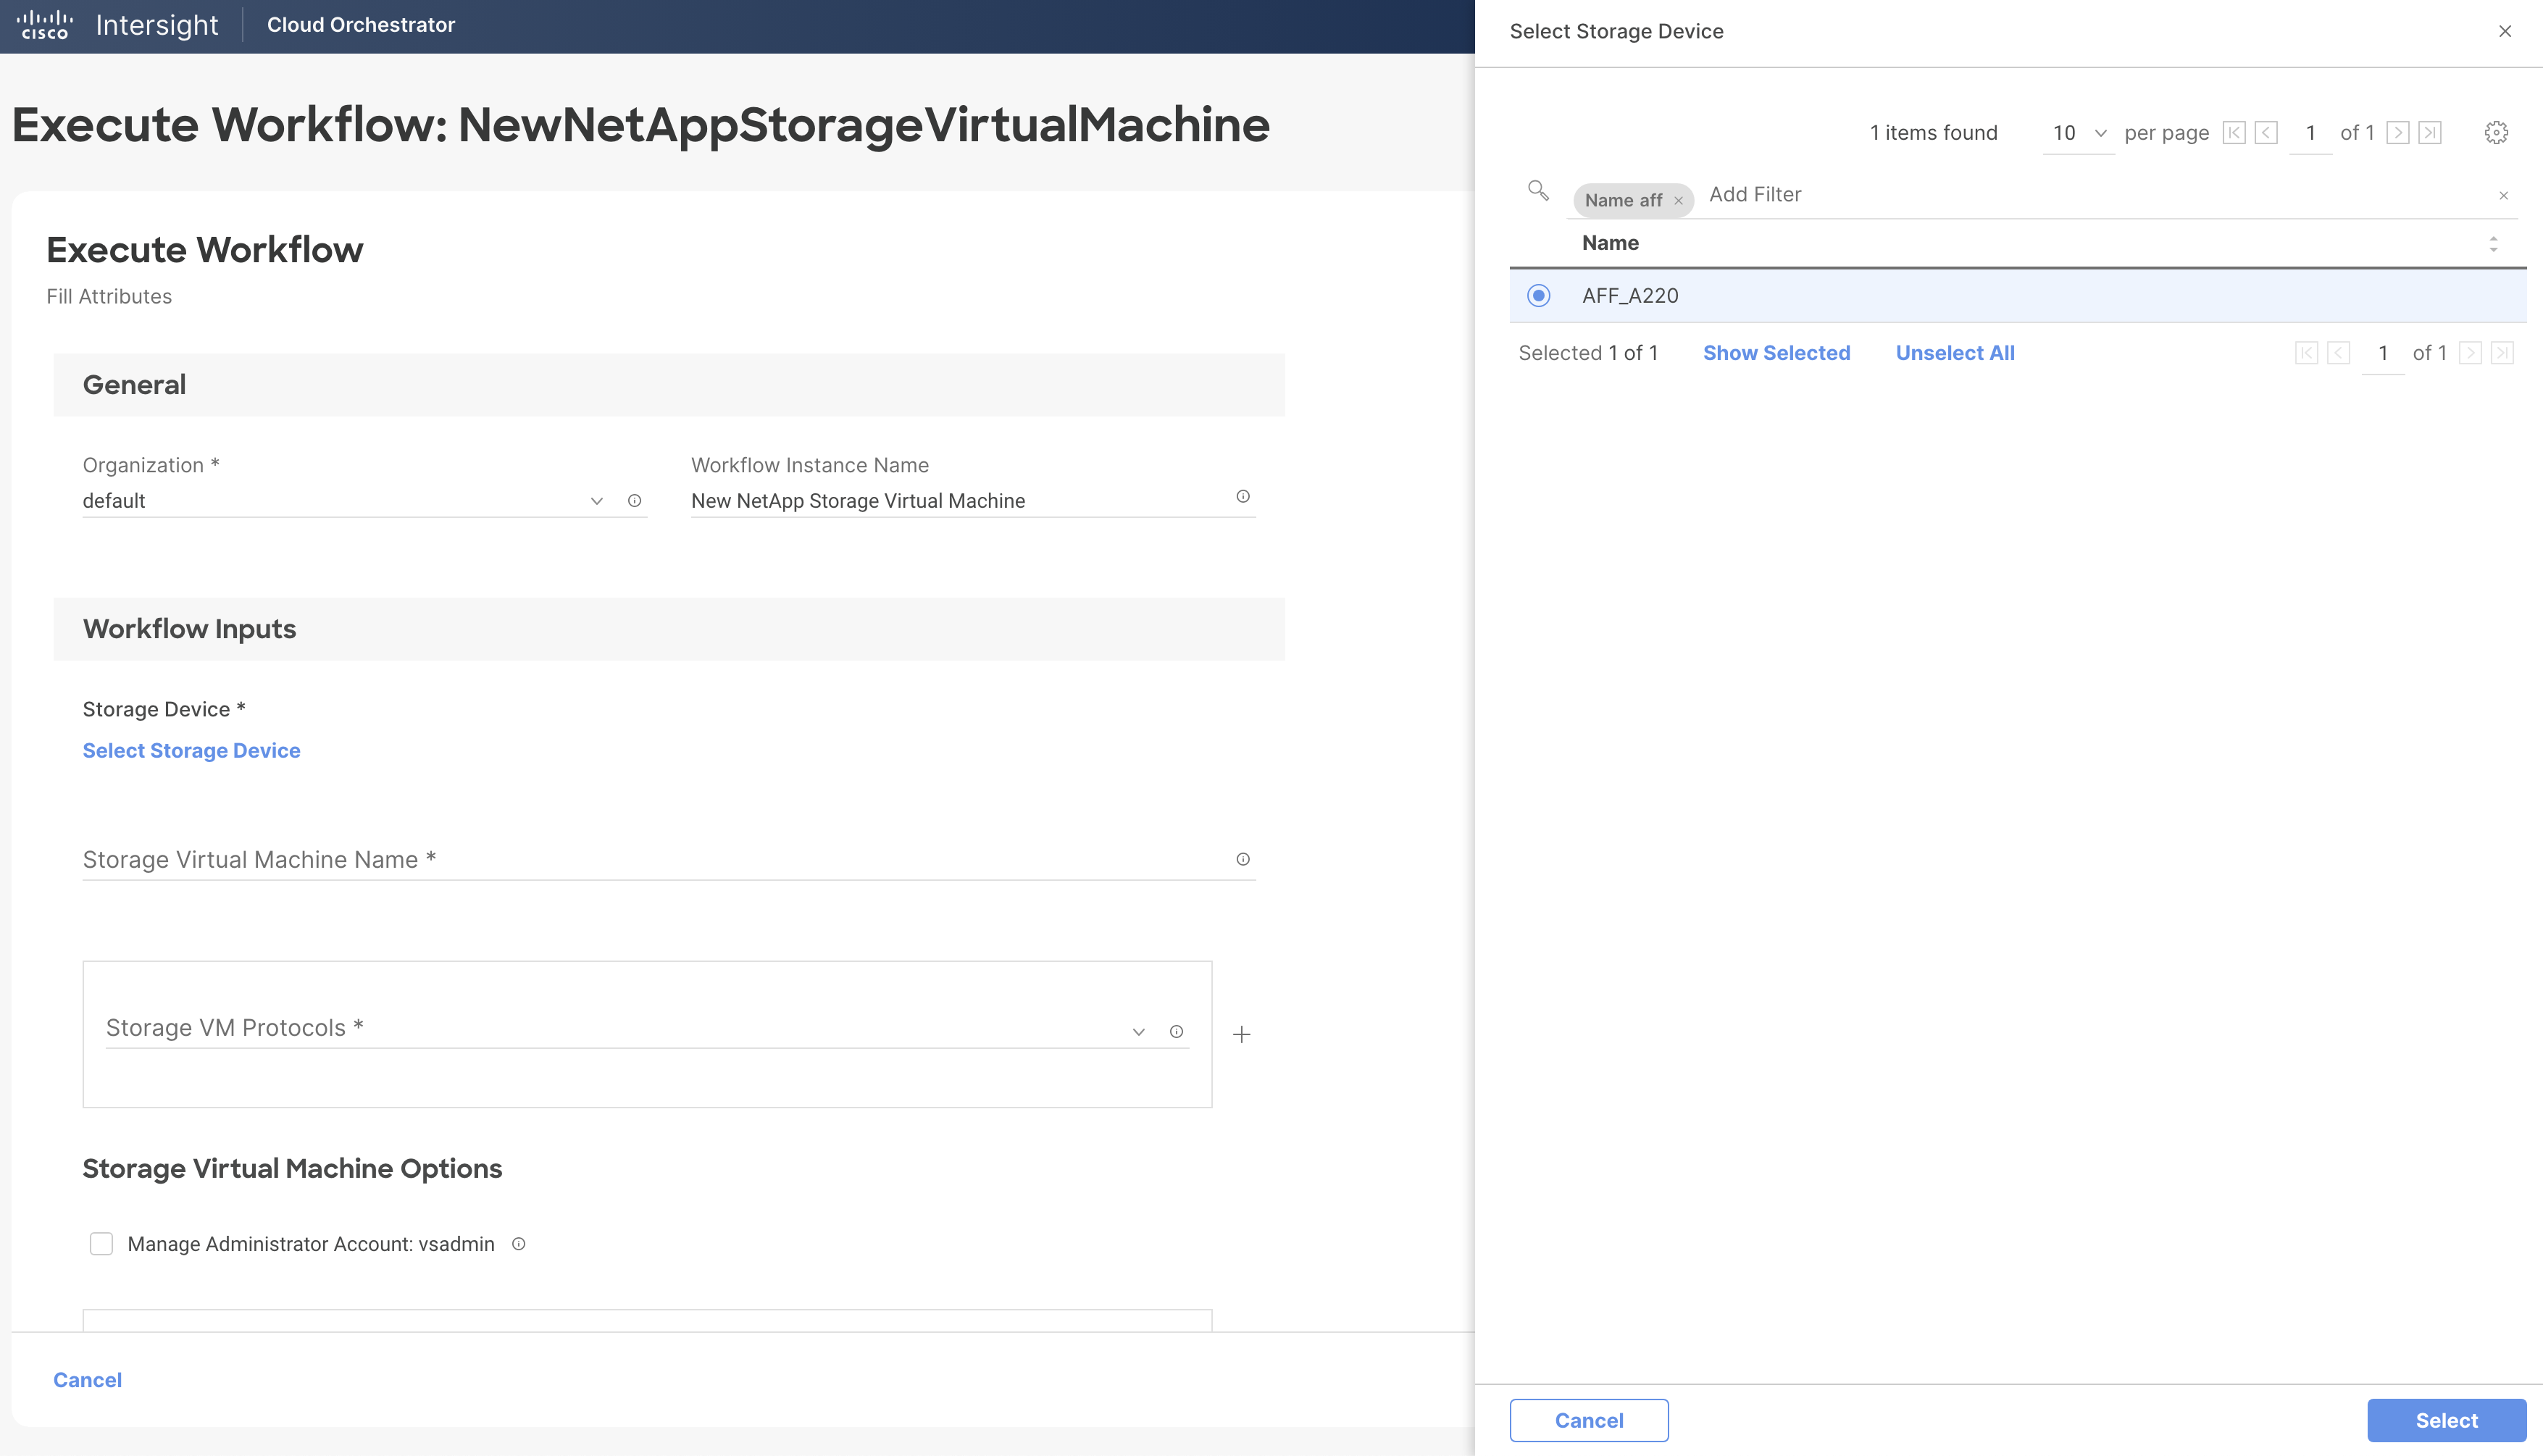 cisco Intersight Cloud Orchestrator
Execute Workflow: NewNetAppStorageVirtualMachine
Execute Workflow
Fill Attributes
General
Organization * Workflow Instance Name
default New NetApp Storage Virtual Machine
Workflow Inputs
Storage Device *
Select Storage Device
Storage Virtual Machine Name *
Storage VM Protocols *
Storage Virtual Machine Options
Manage Administrator Account: vsadmin
Cancel
Select Storage Device
1 items found 10 per page 1 of 1
Name aff Add Filter
Name
AFF_A220
Selected 1 of 1 Show Selected Unselect All 1 of 1
Cancel Select